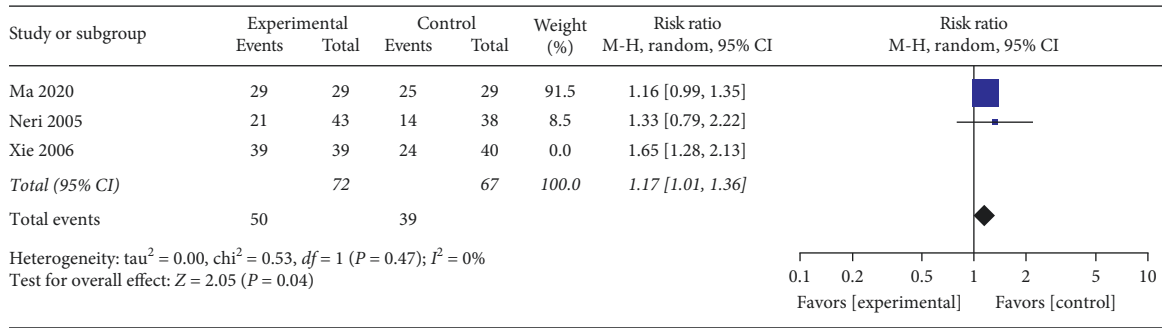 Study or subgroup Experimental Control Weight (%) Risk ratio M-H, random, 95% CI Risk ratio M-H, random, 95% CI
Events Total Events Total
Ma 2020 29 29 25 29 91.5 1.16 [0.99, 1.35]
Neri 2005 21 43 14 38 8.5 1.33 [0.79, 2.22]
Xie 2006 39 39 24 40 0.0 1.65 [1.28, 2.13]
Total (95% CI) 72 67 100.0 1.17 [1.01, 1.36]
Total events 50 39
Heterogeneity: tau² = 0.00, chi² = 0.53, df = 1 (P = 0.47); I² = 0%
Test for overall effect: Z = 2.05 (P = 0.04)
0.1 0.2 0.5 1 2 5 10
Favors [experimental] Favors [control]